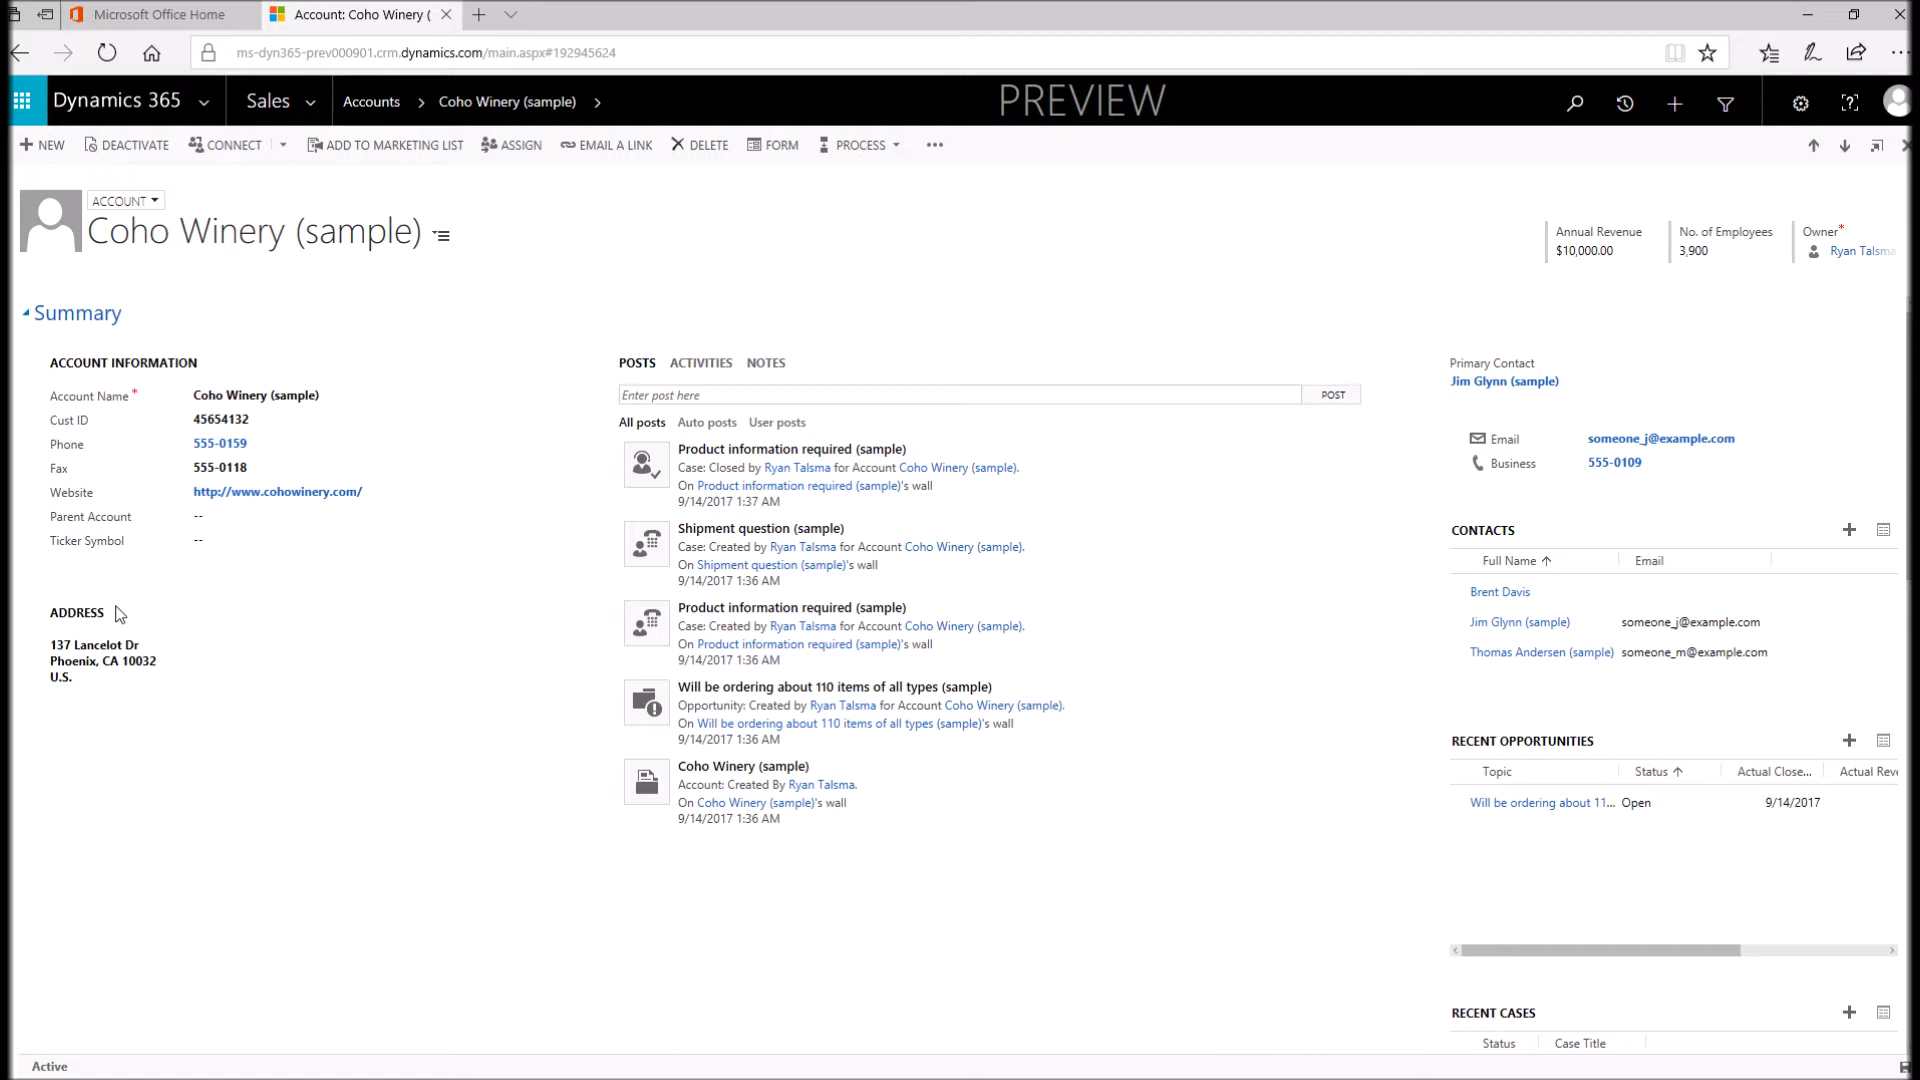 Microsoft Office Home
Account: Coho Winery (
ms-dyn365-prev000901.crm.dynamics.com/main.aspx#192945624
Dynamics 365
Sales
Accounts
Coho Winery (sample)
PREVIEW
NEW
DEACTIVATE
CONNECT
ADD TO MARKETING LIST
ASSIGN
EMAIL A LINK
DELETE
FORM
PROCESS
ACCOUNT
Coho Winery (sample)
Annual Revenue
$10,000.00
No. of Employees
3,900
Owner*
Ryan Talsma
Summary
ACCOUNT INFORMATION
Account Name * Coho Winery (sample)
Cust ID 45654132
Phone 555-0159
Fax 555-0118
Website http://www.cohowinery.com/
Parent Account --
Ticker Symbol --
ADDRESS
137 Lancelot Dr
Phoenix, CA 10032
U.S.
POSTS ACTIVITIES NOTES
Enter post here POST
All posts Auto posts User posts
Product information required (sample)
Case: Closed by Ryan Talsma for Account Coho Winery (sample).
On Product information required (sample)'s wall
9/14/2017 1:37 AM
Shipment question (sample)
Case: Created by Ryan Talsma for Account Coho Winery (sample).
On Shipment question (sample)'s wall
9/14/2017 1:36 AM
Product information required (sample)
Case: Created by Ryan Talsma for Account Coho Winery (sample).
On Product information required (sample)'s wall
9/14/2017 1:36 AM
Will be ordering about 110 items of all types (sample)
Opportunity: Created by Ryan Talsma for Account Coho Winery (sample).
On Will be ordering about 110 items of all types (sample)'s wall
9/14/2017 1:36 AM
Coho Winery (sample)
Account: Created By Ryan Talsma.
On Coho Winery (sample)'s wall
9/14/2017 1:36 AM
Primary Contact
Jim Glynn (sample)
Email someone_j@example.com
Business 555-0109
CONTACTS
Full Name Email
Brent Davis
Jim Glynn (sample) someone_j@example.com
Thomas Andersen (sample) someone_m@example.com
RECENT OPPORTUNITIES
Topic Status Actual Close... Actual Reve
Will be ordering about 11... Open 9/14/2017
RECENT CASES
Status Case Title
Active